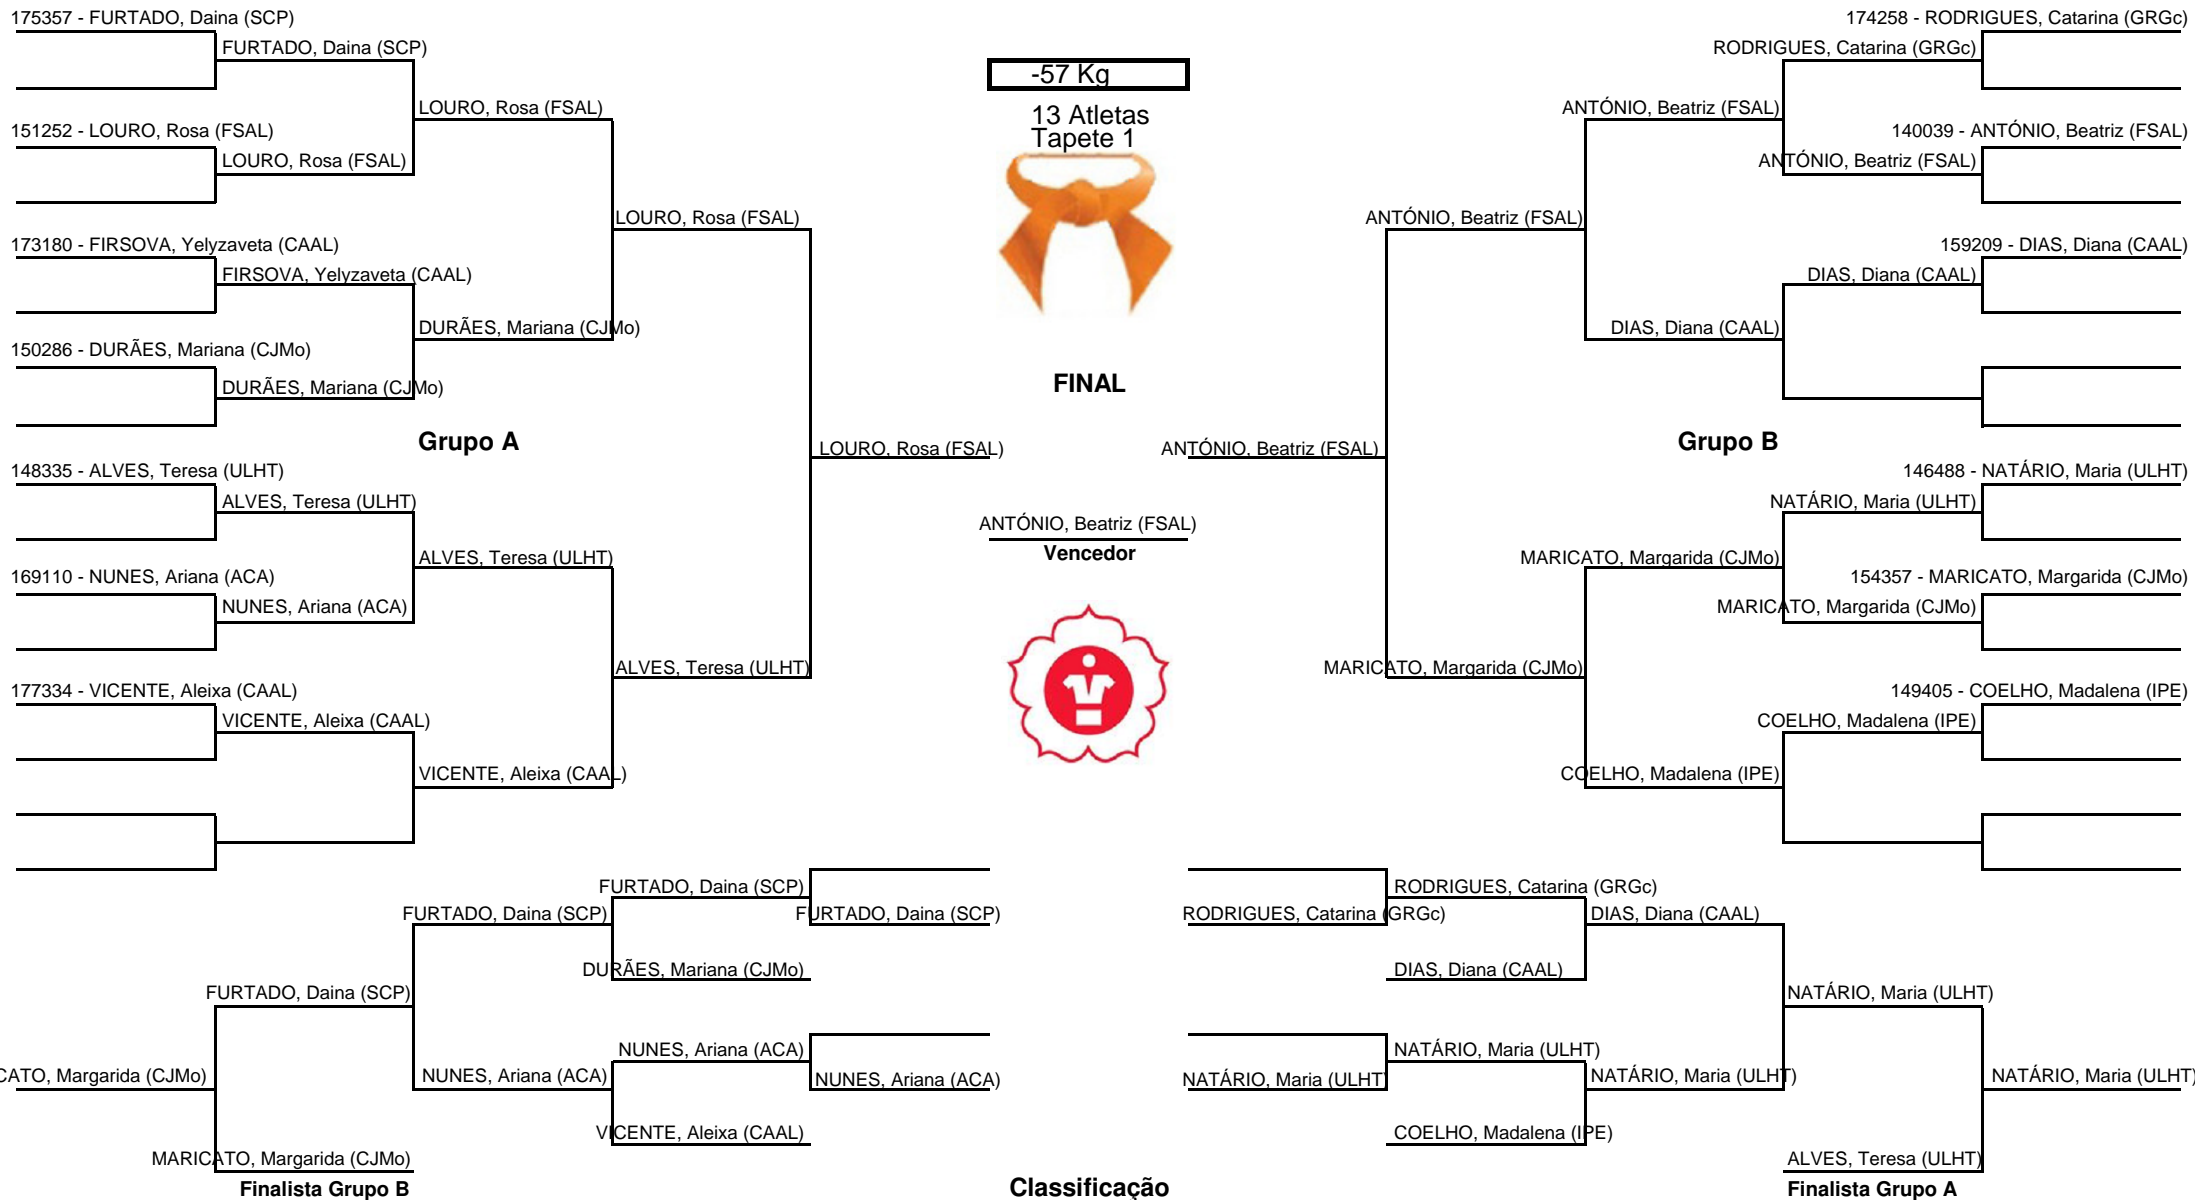 175357 - FURTADO, Daina (SCP)
FURTADO, Daina (SCP)
LOURO, Rosa (FSAL)
151252 - LOURO, Rosa (FSAL)
LOURO, Rosa (FSAL)
LOURO, Rosa (FSAL)
173180 - FIRSOVA, Yelyzaveta (CAAL)
FIRSOVA, Yelyzaveta (CAAL)
DURÃES, Mariana (CJMo)
150286 - DURÃES, Mariana (CJMo)
DURÃES, Mariana (CJMo)
Grupo A
LOURO, Rosa (FSAL)
148335 - ALVES, Teresa (ULHT)
ALVES, Teresa (ULHT)
ALVES, Teresa (ULHT)
169110 - NUNES, Ariana (ACA)
NUNES, Ariana (ACA)
ALVES, Teresa (ULHT)
177334 - VICENTE, Aleixa (CAAL)
VICENTE, Aleixa (CAAL)
VICENTE, Aleixa (CAAL)
-57 Kg
13 Atletas
Tapete 1
FINAL
ANTÓNIO, Beatriz (FSAL)
Vencedor
174258 - RODRIGUES, Catarina (GRGc)
RODRIGUES, Catarina (GRGc)
ANTÓNIO, Beatriz (FSAL)
140039 - ANTÓNIO, Beatriz (FSAL)
ANTÓNIO, Beatriz (FSAL)
ANTÓNIO, Beatriz (FSAL)
159209 - DIAS, Diana (CAAL)
DIAS, Diana (CAAL)
DIAS, Diana (CAAL)
Grupo B
ANTÓNIO, Beatriz (FSAL)
146488 - NATÁRIO, Maria (ULHT)
NATÁRIO, Maria (ULHT)
MARICATO, Margarida (CJMo)
154357 - MARICATO, Margarida (CJMo)
MARICATO, Margarida (CJMo)
MARICATO, Margarida (CJMo)
149405 - COELHO, Madalena (IPE)
COELHO, Madalena (IPE)
COELHO, Madalena (IPE)
FURTADO, Daina (SCP)
FURTADO, Daina (SCP)
FURTADO, Daina (SCP)
DURÃES, Mariana (CJMo)
FURTADO, Daina (SCP)
NUNES, Ariana (ACA)
CATO, Margarida (CJMo)
NUNES, Ariana (ACA)
NUNES, Ariana (ACA)
VICENTE, Aleixa (CAAL)
MARICATO, Margarida (CJMo)
Finalista Grupo B
RODRIGUES, Catarina (GRGc)
RODRIGUES, Catarina (GRGc)
DIAS, Diana (CAAL)
DIAS, Diana (CAAL)
NATÁRIO, Maria (ULHT)
NATÁRIO, Maria (ULHT)
NATÁRIO, Maria (ULHT)
NATÁRIO, Maria (ULHT)
NATÁRIO, Maria (ULHT)
COELHO, Madalena (IPE)
ALVES, Teresa (ULHT)
Finalista Grupo A
Classificação